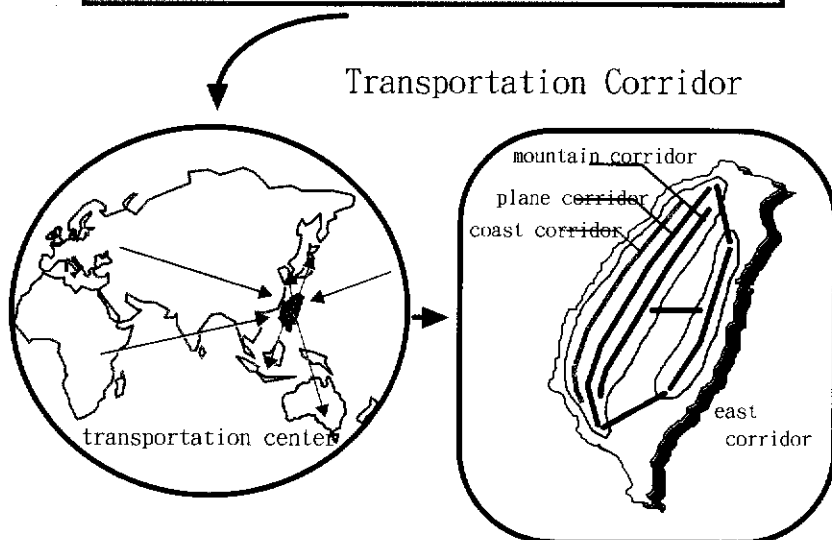 Transportation Corridor
mountain corridor
plane corridor
coast corridor
transportation center
east
corridor